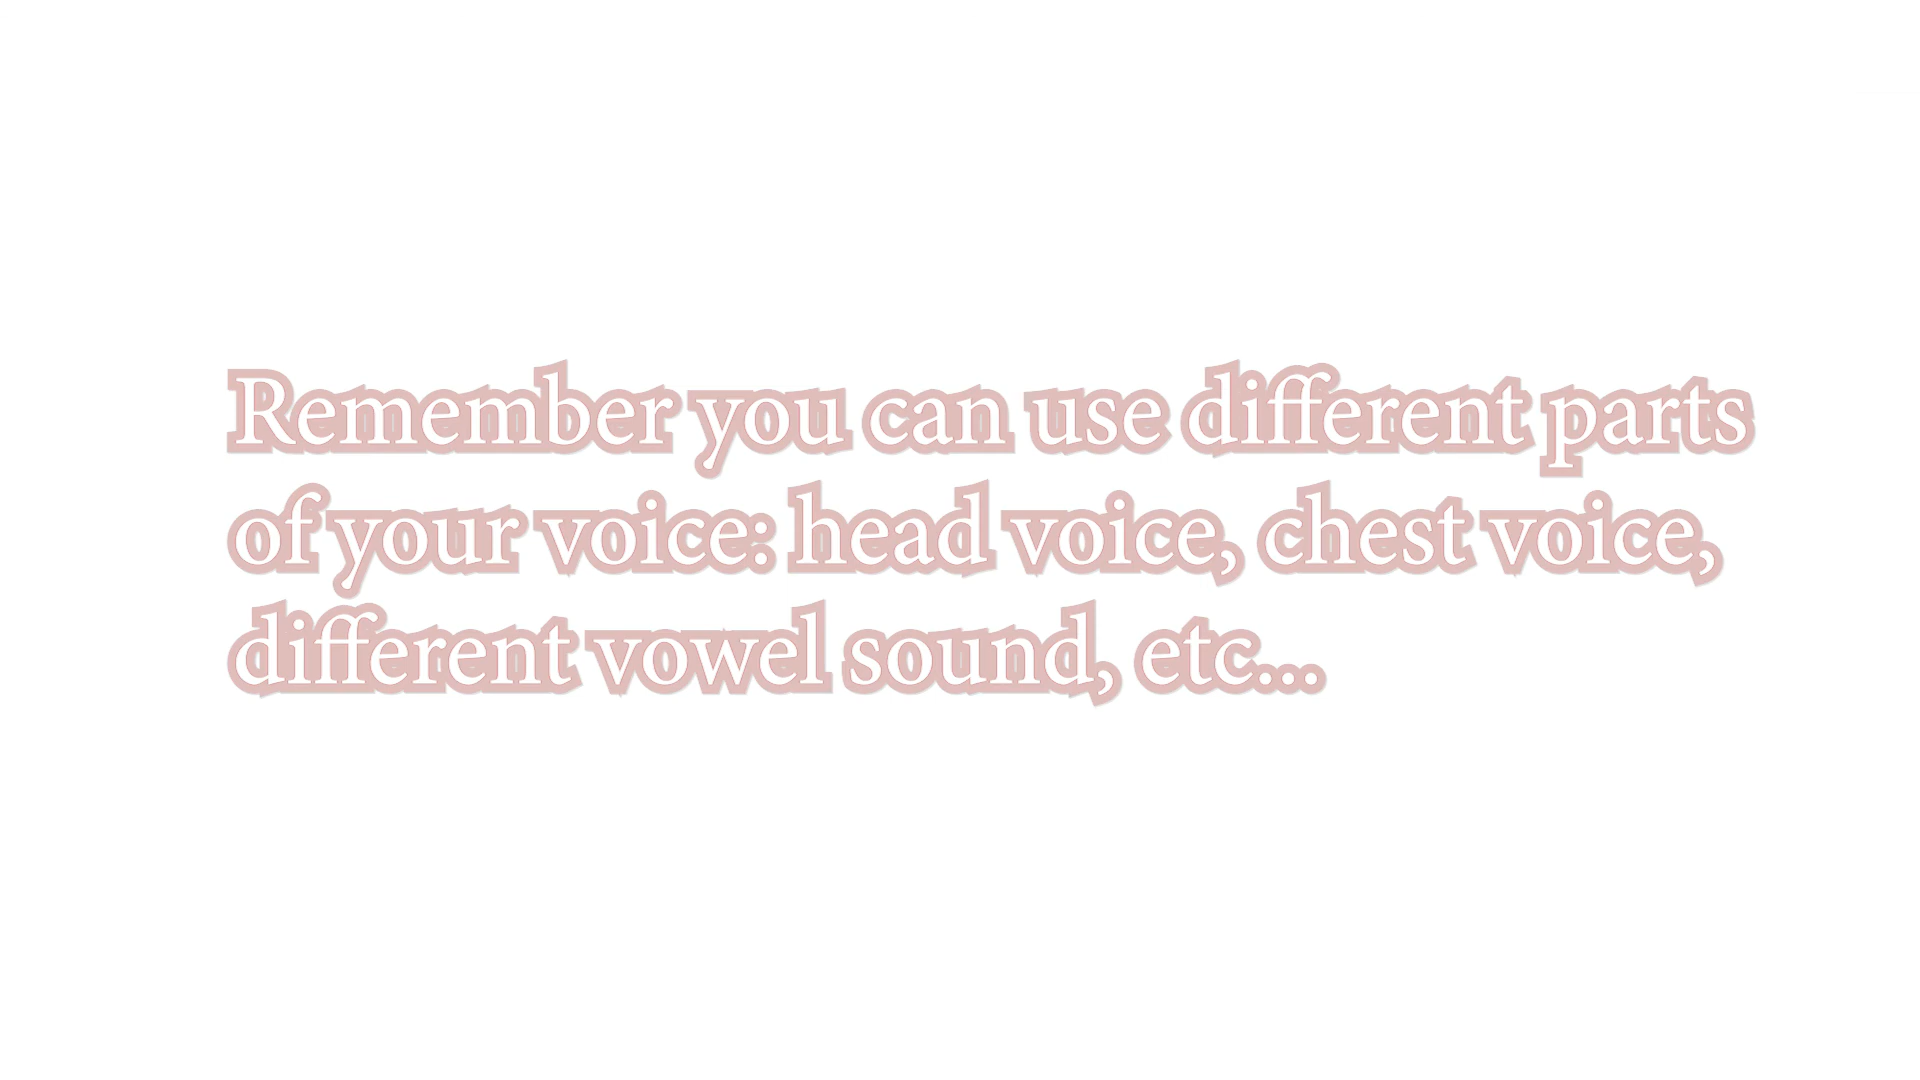 Remember you can use different parts
of your voice: head voice, chest voice,
different vowel sound, etc...